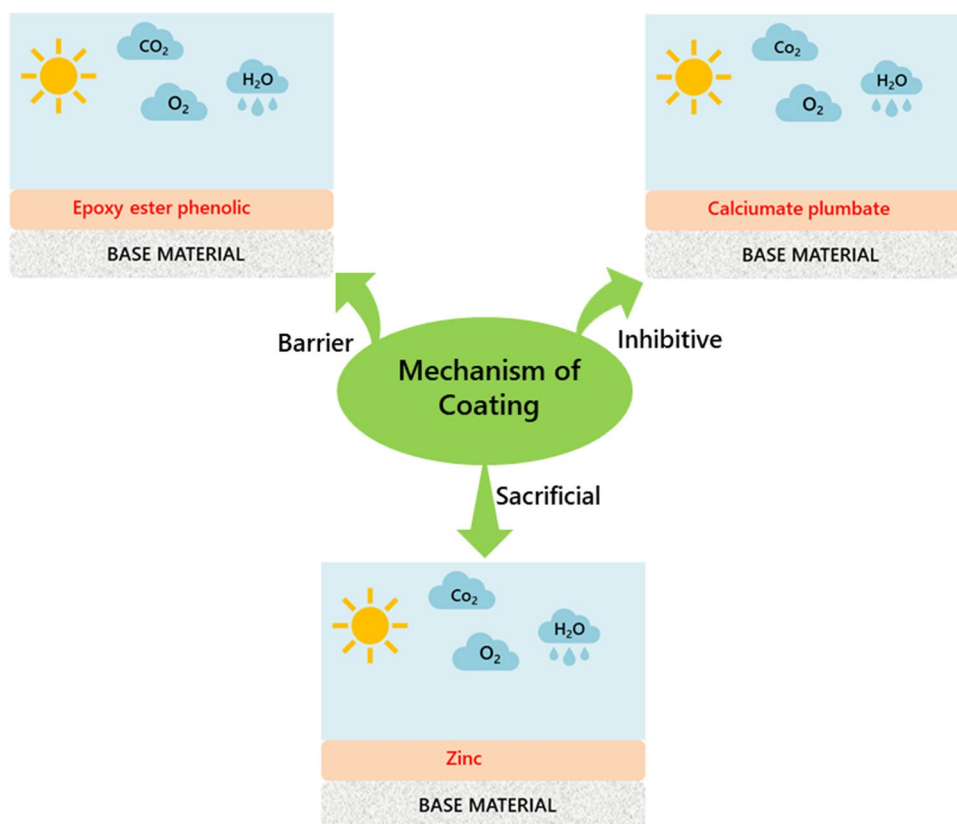 CO₂
O₂
H₂O
Epoxy ester phenolic
BASE MATERIAL
Co₂
O₂
H₂O
Calciumate plumbate
BASE MATERIAL
Barrier
Inhibitive
Mechanism of
Coating
Sacrificial
Co₂
O₂
H₂O
Zinc
BASE MATERIAL